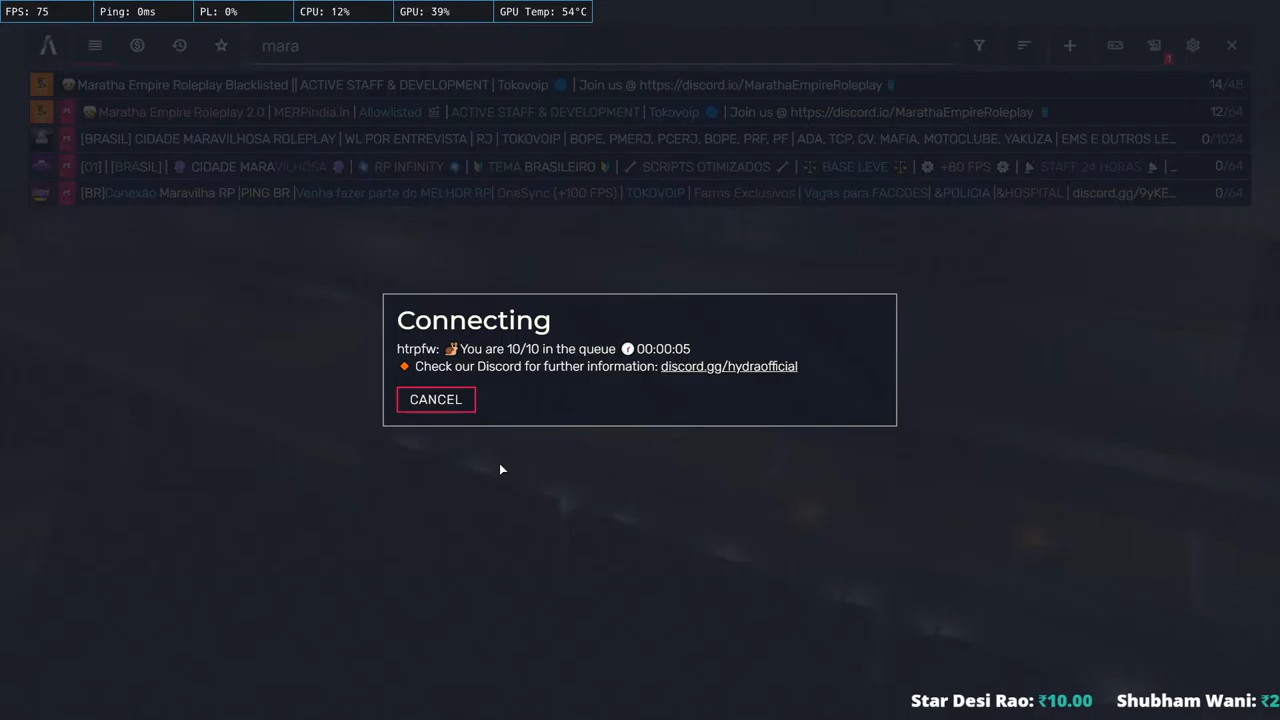 FPS: 75 Ping: 0ms PL: 0% CPU: 12% GPU: 39% GPU Temp: 54°C
mara
Maratha Empire Roleplay Blacklisted || ACTIVE STAFF & DEVELOPMENT | Tokovoip 🔵 | Join us @ https://discord.io/MarathaEmpireRoleplay 14/48
Maratha Empire Roleplay 2.0 | MERPindia.in | Allowlisted | ACTIVE STAFF & DEVELOPMENT | Tokovoip 🔵 | Join us @ https://discord.io/MarathaEmpireRoleplay 12/64
[BRASIL] CIDADE MARAVILHOSA ROLEPLAY | WL POR ENTREVISTA | RJ | TOKOVOIP | BOPE, PMERJ, PCERJ, BOPE, PRF, PF | ADA, TCP, CV, MAFiA, MOTOCLUBE, YAKUZA | EMS E OUTROS LE... 0/1024
[01] | [BRASIL] | CIDADE MARAVILHOSA | RP INFINITY | TEMA BRASILEIRO | SCRIPTS OTIMIZADOS | BASE LEVE | +80 FPS | STAFF 24 HORAS | ... 0/64
[BR]Conexão Maravilha RP |PING BR |Venha fazer parte do MELHOR RP| OneSync (+100 FPS) | TOKOVOIP | Farms Exclusivos | Vagas para FACCOES| &POLICIA |&HOSPITAL | discord.gg/9yKE... 0/64
Connecting
htrpfw: 🐌You are 10/10 in the queue 🕐 00:00:05
🔸 Check our Discord for further information: discord.gg/hydraofficial
CANCEL
Star Desi Rao: ₹10.00 Shubham Wani: ₹2